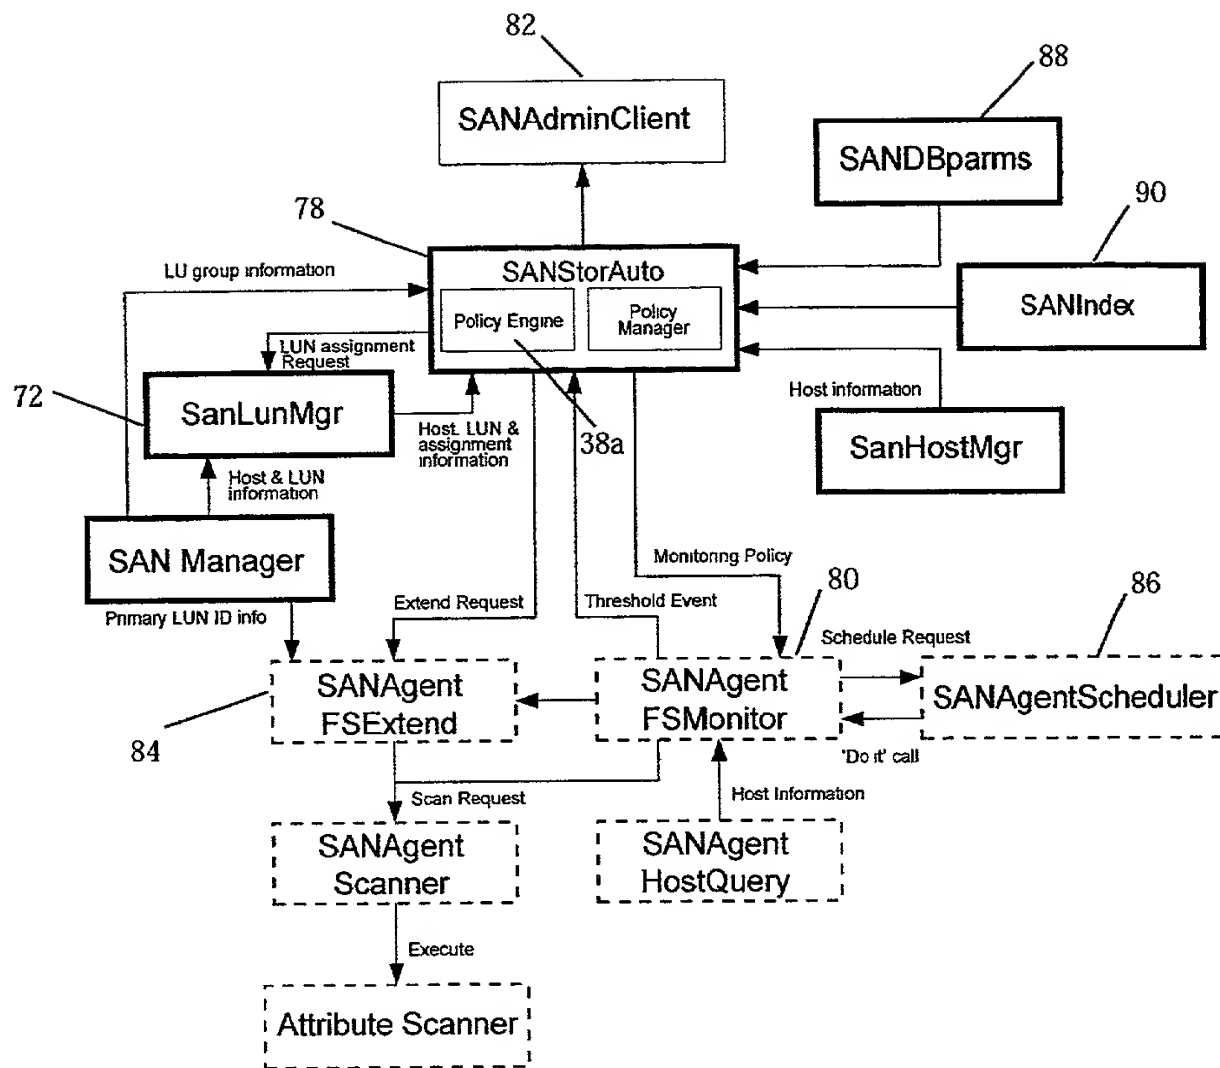 82
SANAdminClient
88
SANDBparms
90
SANIndex
78
LU group information
SANStorAuto
Policy Engine
Policy
Manager
LUN assignment
Request
72
SanLunMgr
Host, LUN &
assignment
information
38a
Host information
SanHostMgr
Host & LUN
information
SAN Manager
Primary LUN ID info
Monitoring Policy
Extend Request
Threshold Event
80
86
Schedule Request
SANAgent
FSExtend
84
SANAgent
FSMonitor
SANAgentScheduler
'Do it' call
Scan Request
Host Information
SANAgent
Scanner
SANAgent
HostQuery
Execute
Attribute Scanner